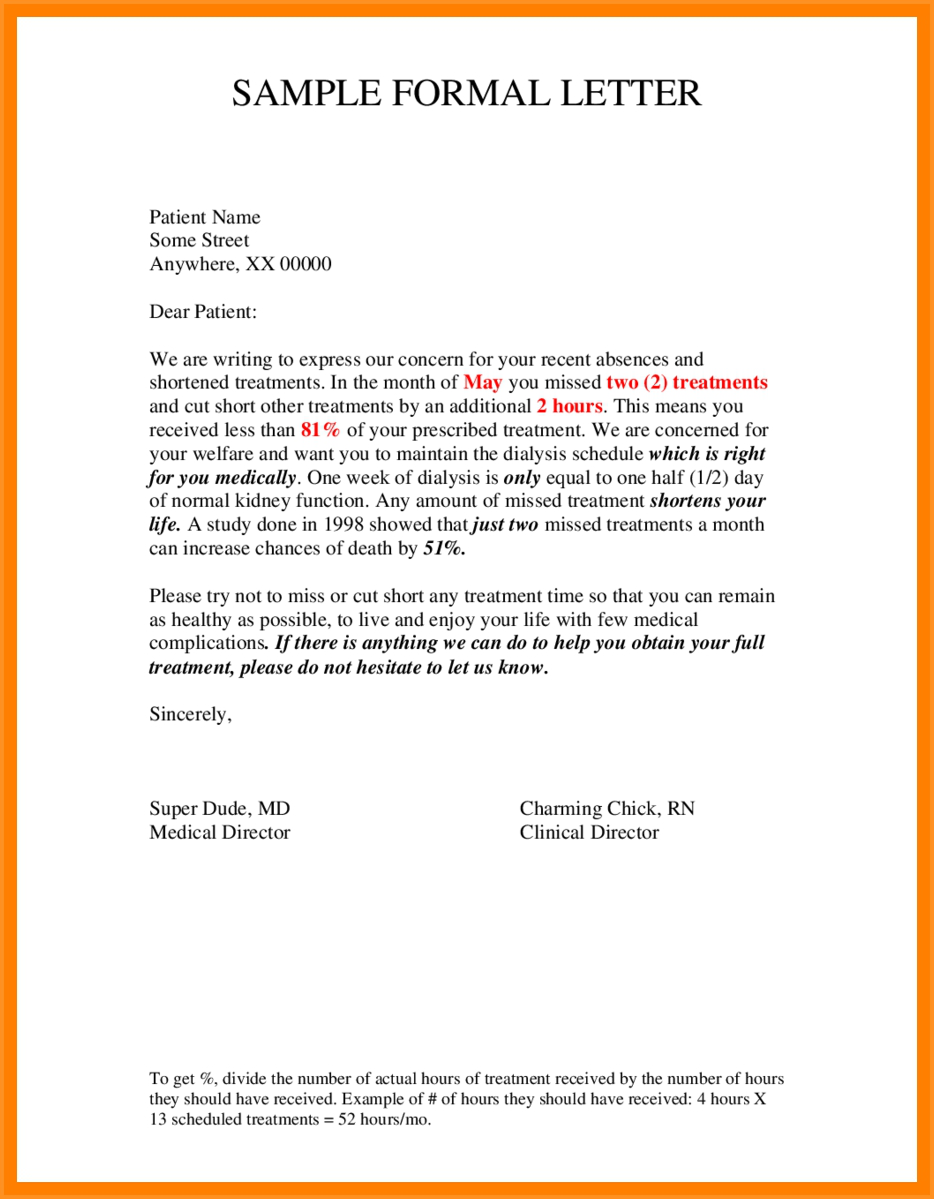 SAMPLE FORMAL LETTER
Patient Name
Some Street
Anywhere, XX 00000
Dear Patient:
We are writing to express our concern for your recent absences and
shortened treatments. In the month of May you missed two (2) treatments
and cut short other treatments by an additional 2 hours. This means you
received less than 81% of your prescribed treatment. We are concerned for
your welfare and want you to maintain the dialysis schedule which is right
for you medically. One week of dialysis is only equal to one half (1/2) day
of normal kidney function. Any amount of missed treatment shortens your
life. A study done in 1998 showed that just two missed treatments a month
can increase chances of death by 51%.
Please try not to miss or cut short any treatment time so that you can remain
as healthy as possible, to live and enjoy your life with few medical
complications. If there is anything we can do to help you obtain your full
treatment, please do not hesitate to let us know.
Sincerely,
Super Dude, MD
Medical Director
Charming Chick, RN
Clinical Director
To get %, divide the number of actual hours of treatment received by the number of hours
they should have received. Example of # of hours they should have received: 4 hours X
13 scheduled treatments = 52 hours/mo.